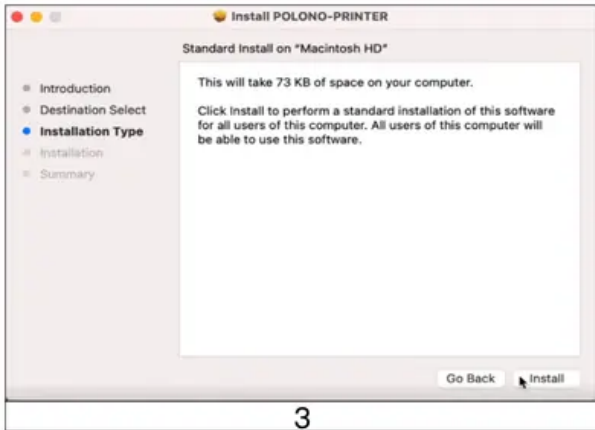 Install POLONO-PRINTER
Standard Install on "Macintosh HD"
Introduction
Destination Select
Installation Type
Installation
Summary
This will take 73 KB of space on your computer.
Click Install to perform a standard installation of this software
for all users of this computer. All users of this computer will
be able to use this software.
Go Back
Install
3